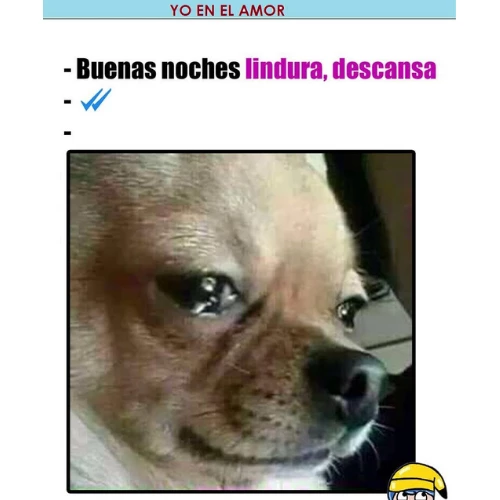 YO EN EL AMOR
- Buenas noches lindura, descansa
-
-